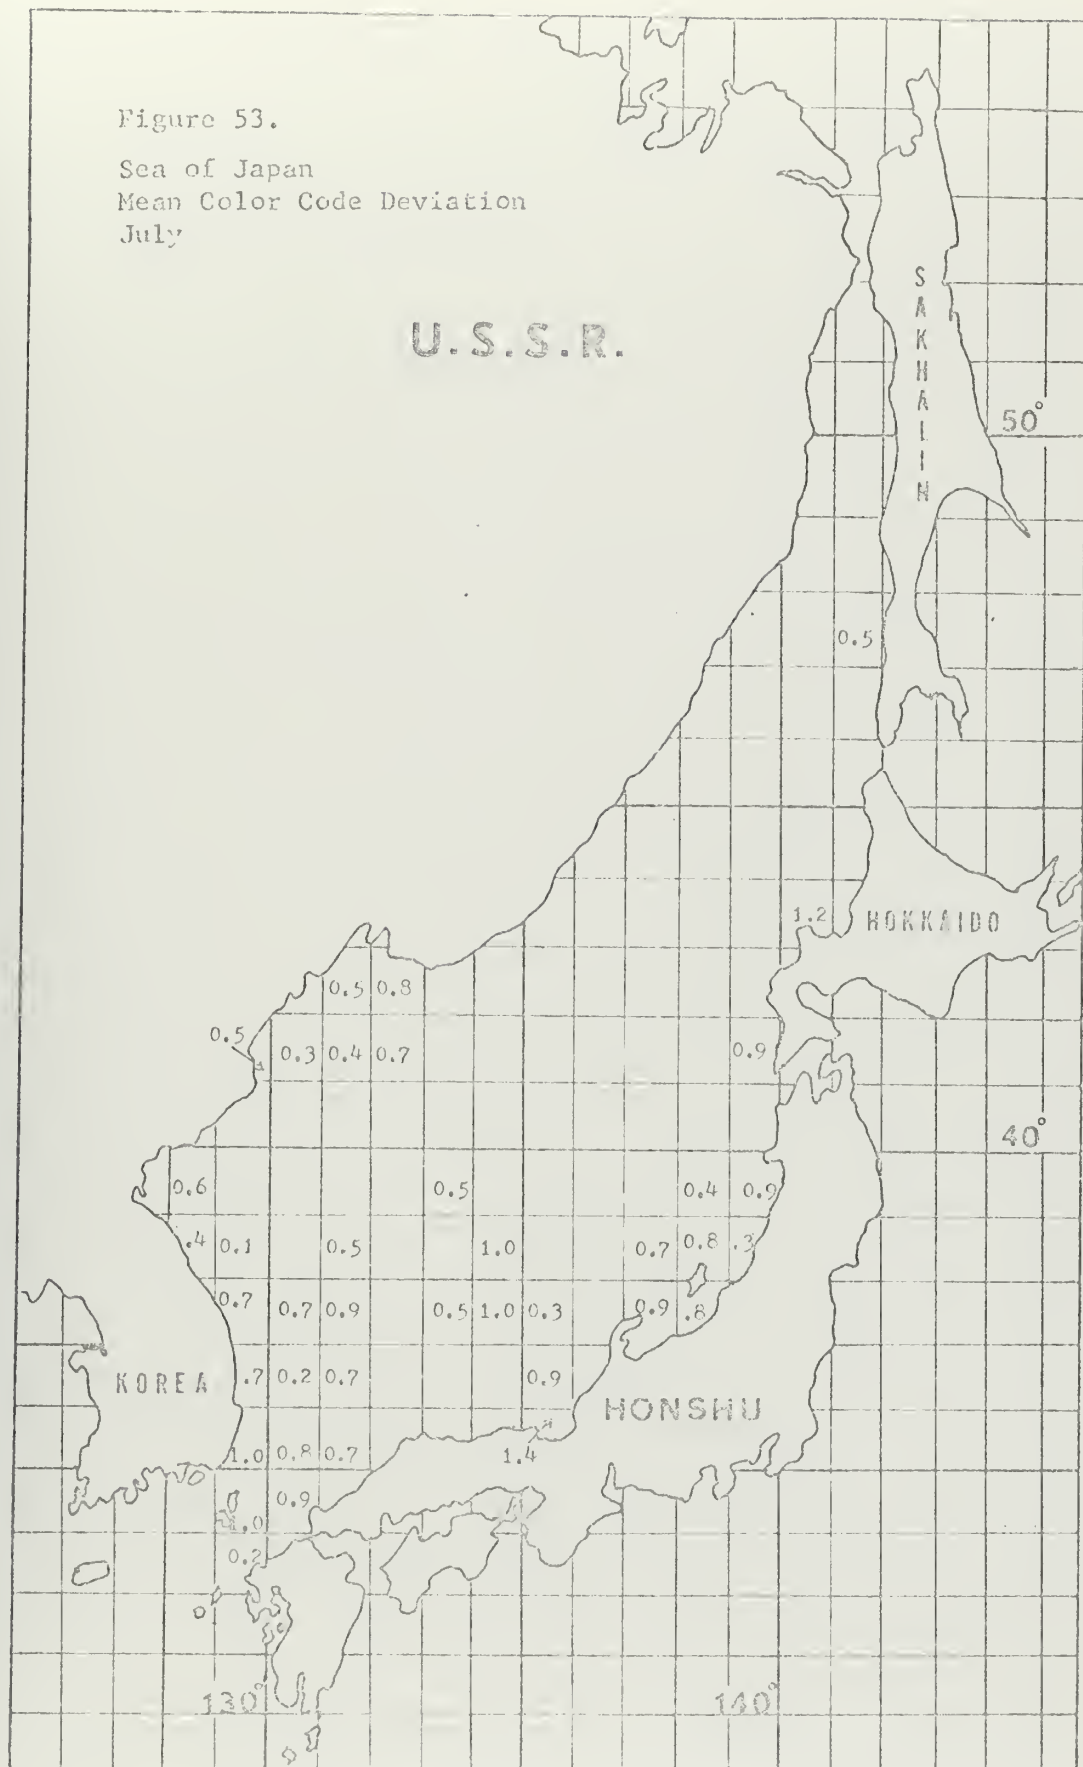 Figure 53.
Sea of Japan
Mean Color Code Deviation
July
U.S.S.R.
SAKHALIN
50°
0.5
1.2 HOKKAIDO
0.5 0.8
0.5
0.3 0.4 0.7 0.9
40°
0.6 0.5 0.4 0.9
.4 0.1 0.5 1.0 0.7 0.8 .3
0.7 0.7 0.9 0.5 1.0 0.3 0.9 .8
KOREA .7 0.2 0.7 0.9
HONSHU
1.0 0.8 0.7 1.4
0.9
1.0
0.2
130° 140°